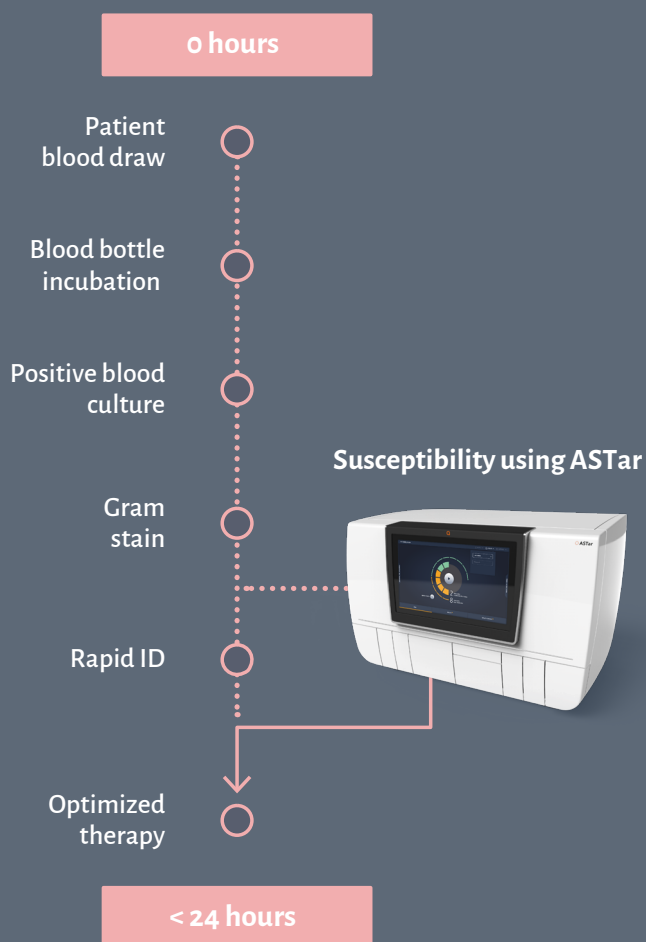 0 hours
Patient
blood draw
Blood bottle
incubation
Positive blood
culture
Susceptibility using ASTar
Gram
stain
ASTar
Rapid ID
Optimized
therapy
< 24 hours